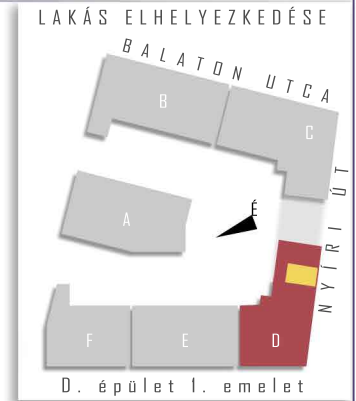 LAKÁS ELHELYEZKEDÉSE
BALATON UTCA
B
C
NYÍRI ÚT
A
É
F
E
D
D. épület 1. emelet